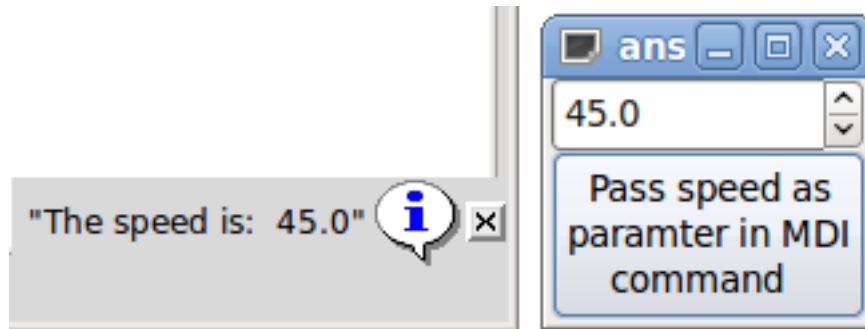 "The speed is:  45.0"
ans
45.0
Pass speed as
paramter in MDI
command